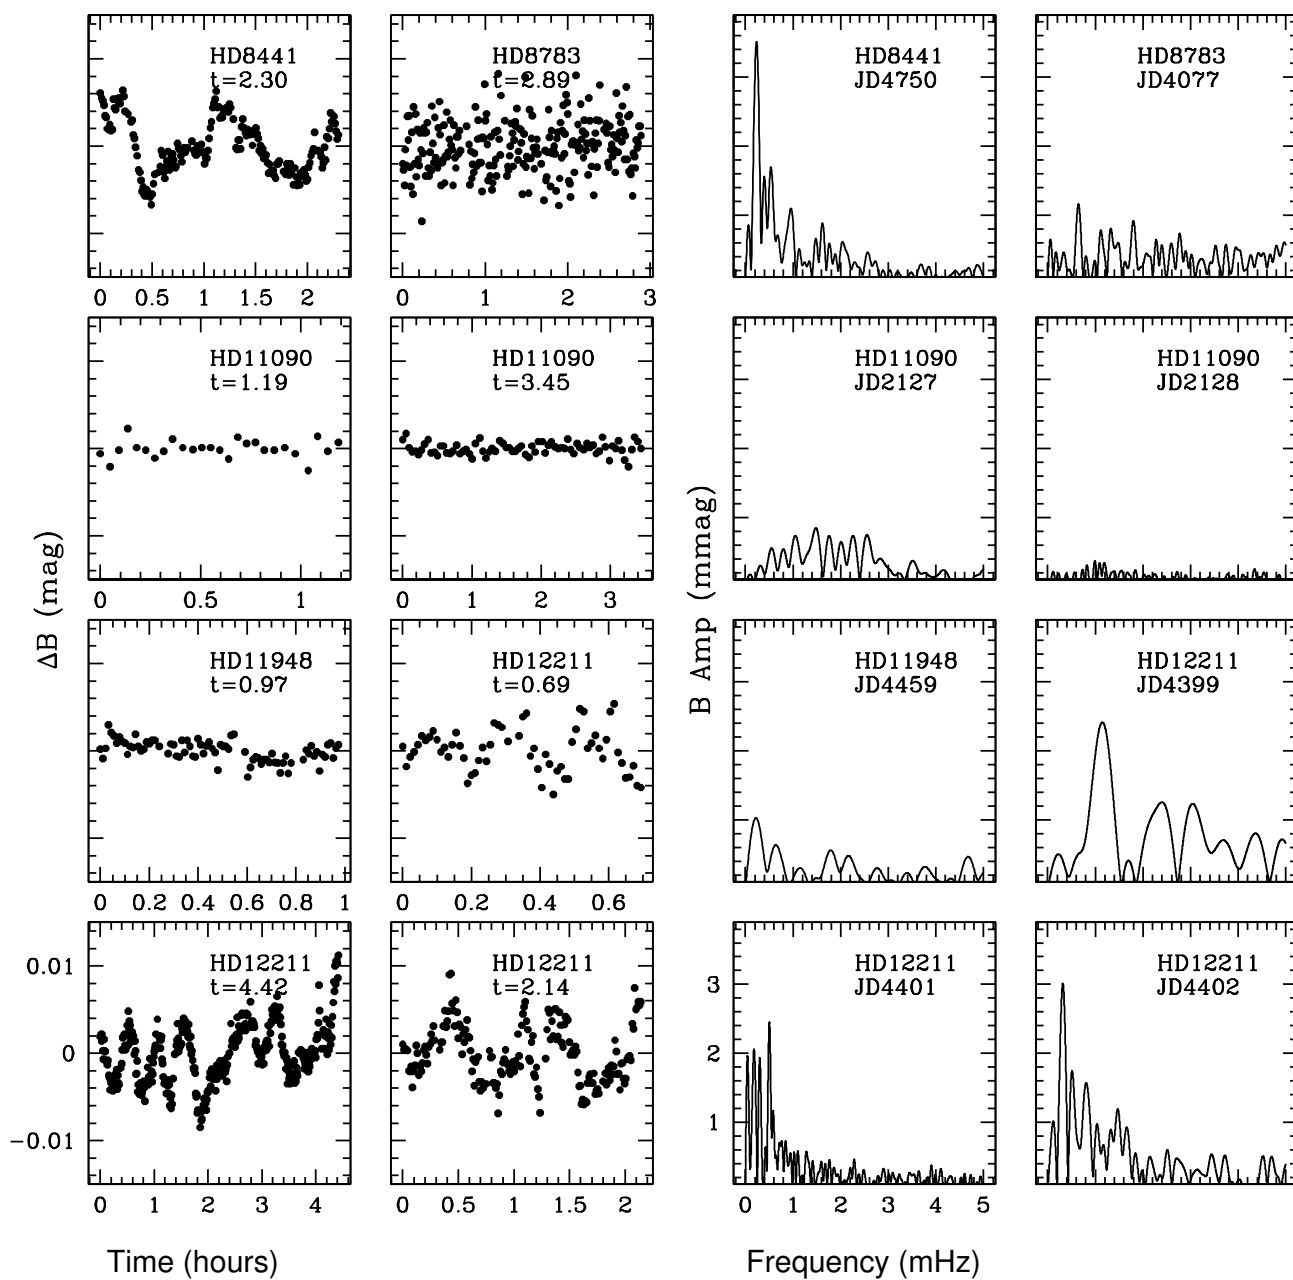 HD8441
t=2.30
HD8783
t=2.89
HD8441
JD4750
HD8783
JD4077
0 0.5 1 1.5 2
0 1 2 3
HD11090
t=1.19
HD11090
t=3.45
HD11090
JD2127
HD11090
JD2128
0 0.5 1
0 1 2 3
ΔB (mag)
B Amp (mmag)
HD11948
t=0.97
HD12211
t=0.69
HD11948
JD4459
HD12211
JD4399
0 0.2 0.4 0.6 0.8 1
0 0.2 0.4 0.6
HD12211
t=4.42
HD12211
t=2.14
HD12211
JD4401
HD12211
JD4402
0.01
0
−0.01
3
2
1
0 1 2 3 4
0 0.5 1 1.5 2
0 1 2 3 4 5
Time (hours)
Frequency (mHz)